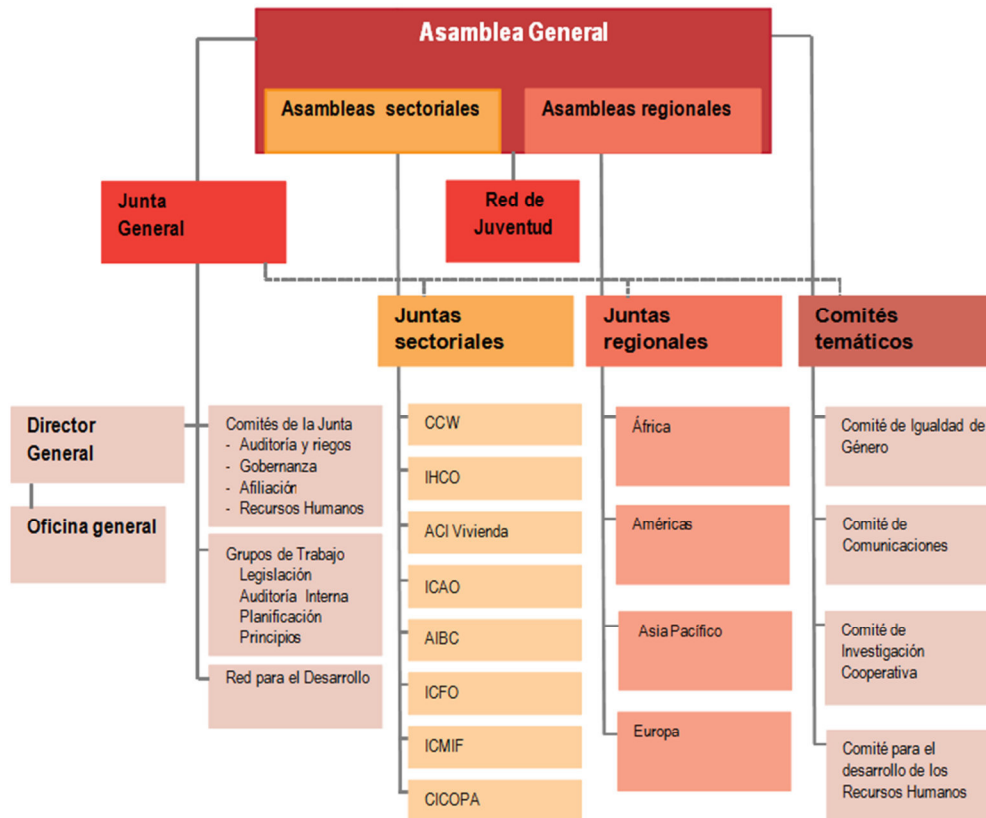 Asamblea General
Asambleas sectoriales
Asambleas regionales
Junta
General
Red de
Juventud
Juntas
sectoriales
Juntas
regionales
Comités
temáticos
Director
General
Oficina general
Comités de la Junta
- Auditoría y riegos
- Gobernanza
- Afiliación
- Recursos Humanos
Grupos de Trabajo
Legislación
Auditoría Interna
Planificación
Principios
Red para el Desarrollo
CCW
IHCO
ACI Vivienda
ICAO
AIBC
ICFO
ICMIF
CICOPA
África
Américas
Asia Pacífico
Europa
Comité de Igualdad de
Género
Comité de
Comunicaciones
Comité de
Investigación
Cooperativa
Comité para el
desarrollo de los
Recursos Humanos